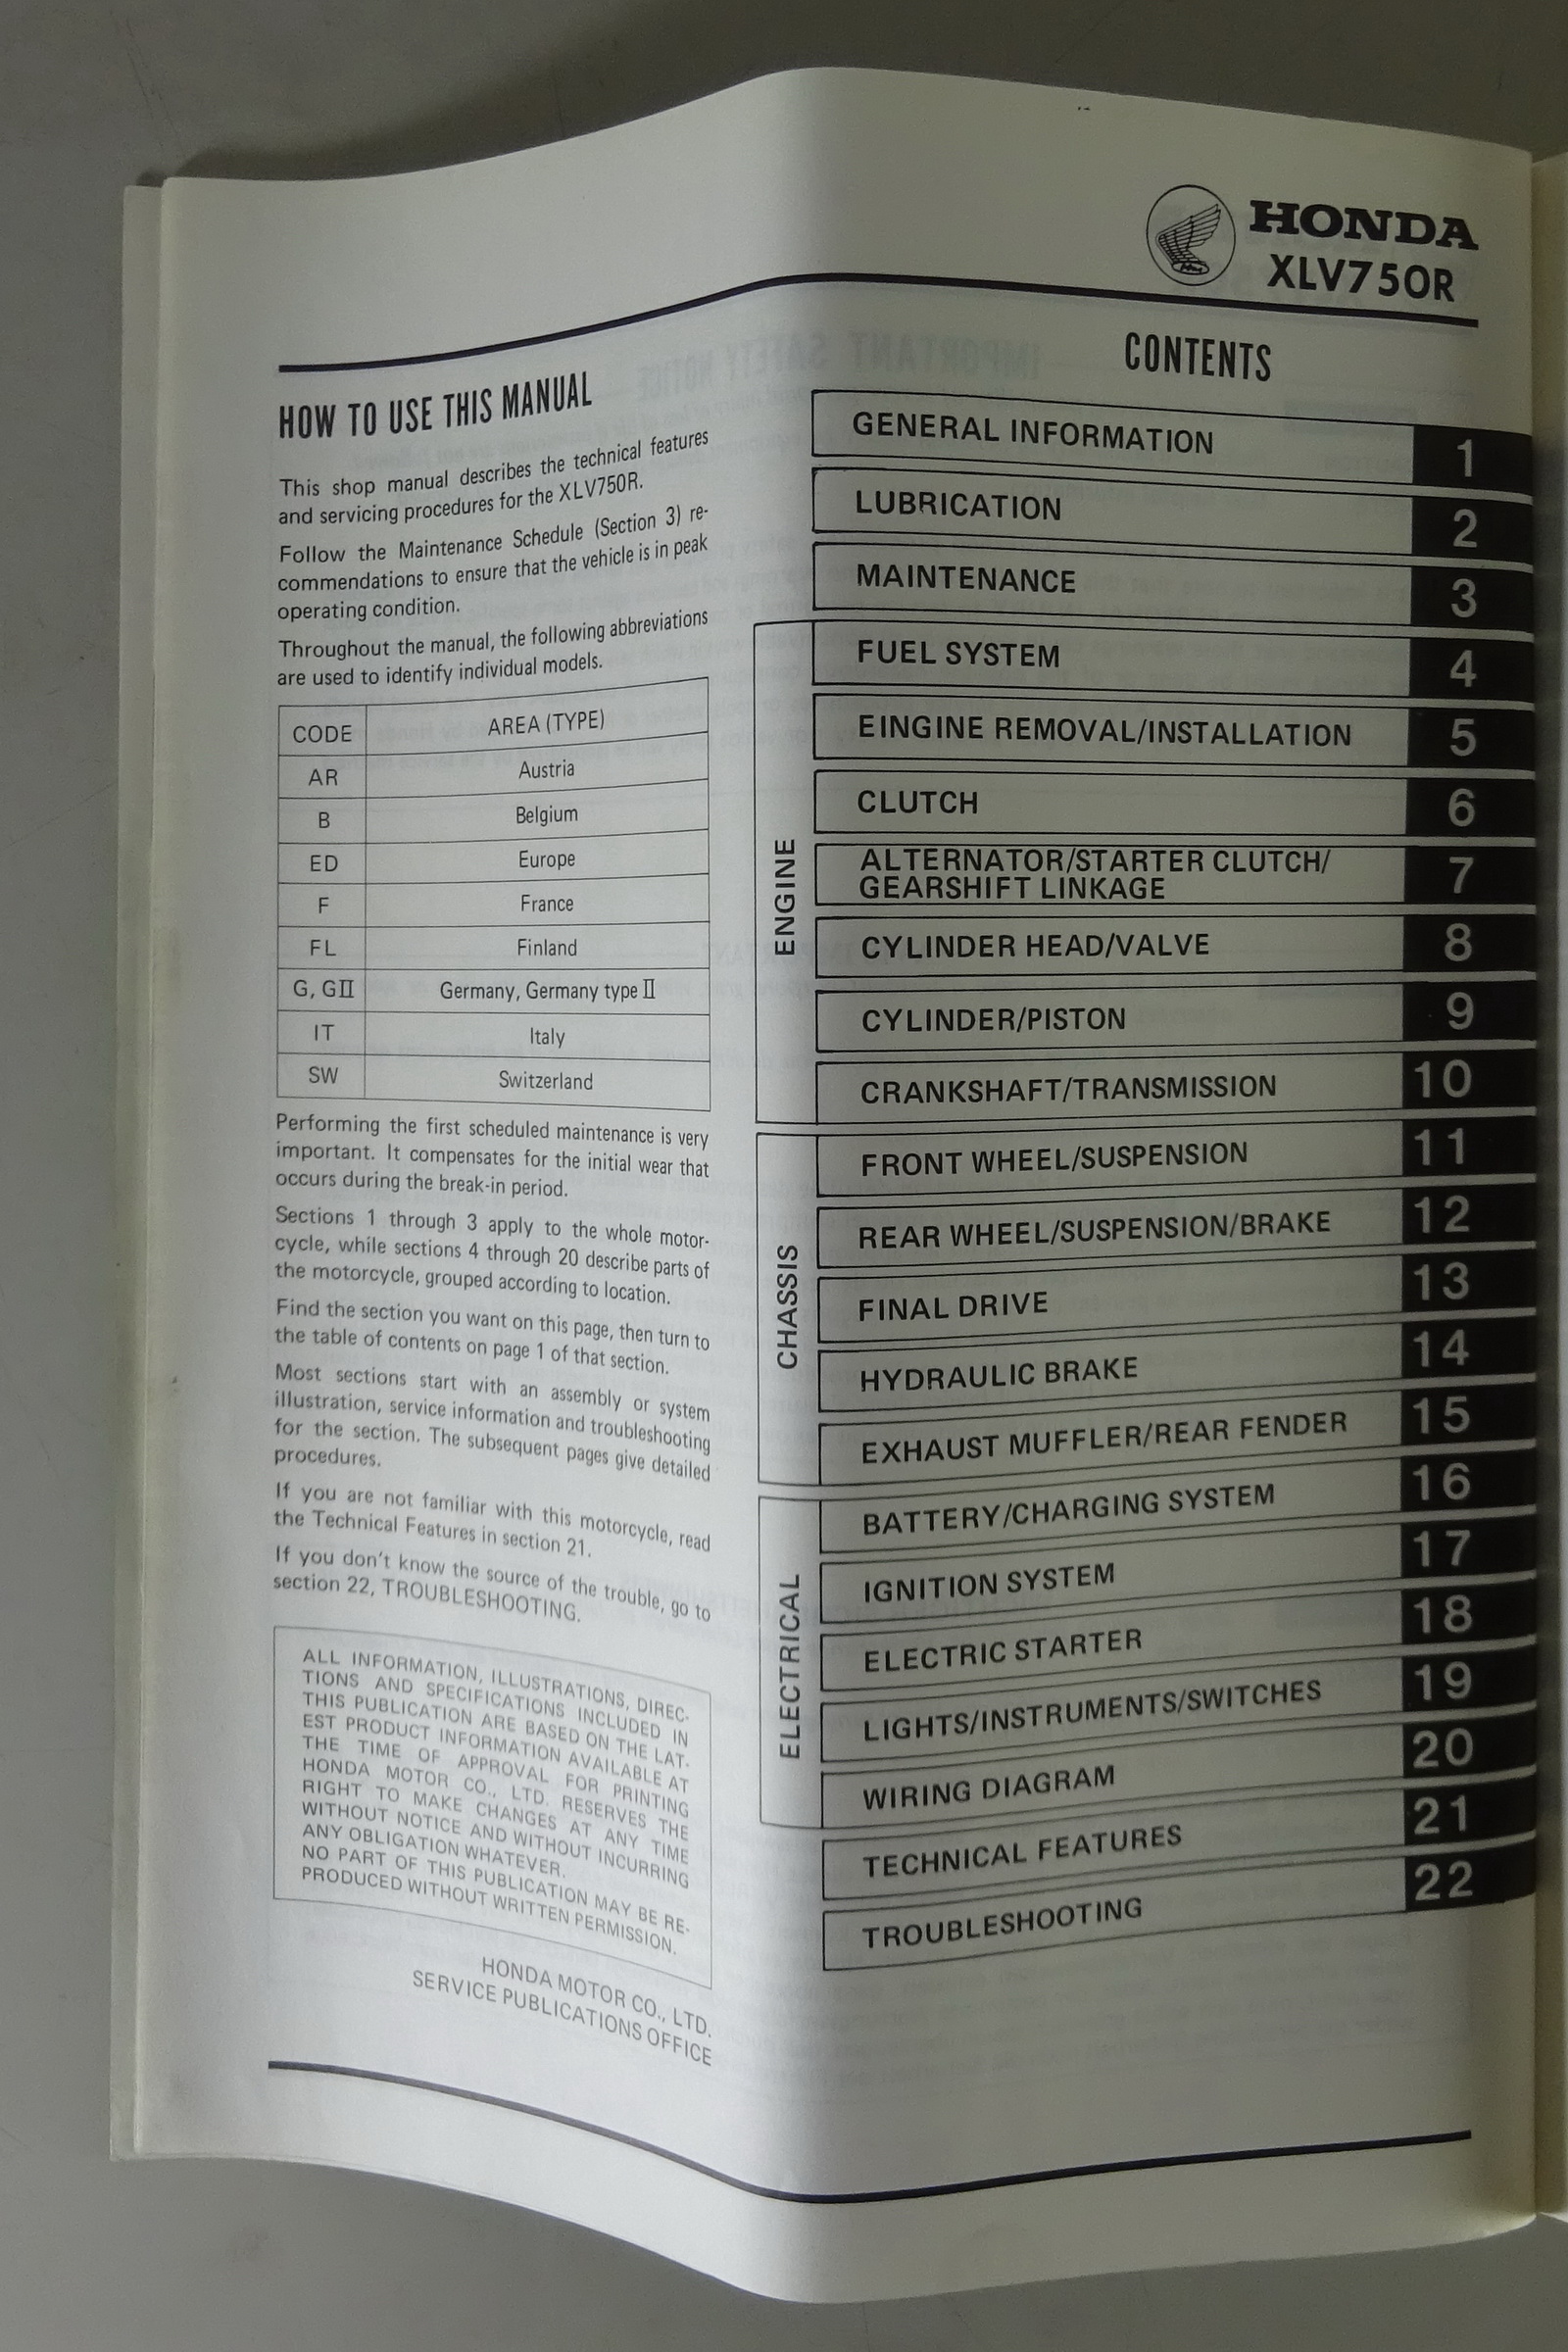 HONDA
XLV750R
HOW TO USE THIS MANUAL
This shop manual describes the technical features
and servicing procedures for the XLV750R.
Follow the Maintenance Schedule (Section 3) re-
commendations to ensure that the vehicle is in peak
operating condition.
Throughout the manual, the following abbreviations
are used to identify individual models.
CODE AREA (TYPE)
AR Austria
B Belgium
ED Europe
F France
FL Finland
G, GII Germany, Germany type II
IT Italy
SW Switzerland
Performing the first scheduled maintenance is very
important. It compensates for the initial wear that
occurs during the break-in period.
Sections 1 through 3 apply to the whole motor-
cycle, while sections 4 through 20 describe parts of
the motorcycle, grouped according to location.
Find the section you want on this page, then turn to
the table of contents on page 1 of that section.
Most sections start with an assembly or system
illustration, service information and troubleshooting
for the section. The subsequent pages give detailed
procedures.
If you are not familiar with this motorcycle, read
the Technical Features in section 21.
If you don't know the source of the trouble, go to
section 22, TROUBLESHOOTING.
ALL INFORMATION, ILLUSTRATIONS, DIREC-
TIONS AND SPECIFICATIONS INCLUDED IN
THIS PUBLICATION ARE BASED ON THE LAT-
EST PRODUCT INFORMATION AVAILABLE AT
THE TIME OF APPROVAL FOR PRINTING
HONDA MOTOR CO., LTD. RESERVES THE
RIGHT TO MAKE CHANGES AT ANY TIME
WITHOUT NOTICE AND WITHOUT INCURRING
ANY OBLIGATION WHATEVER.
NO PART OF THIS PUBLICATION MAY BE RE-
PRODUCED WITHOUT WRITTEN PERMISSION.
HONDA MOTOR CO., LTD.
SERVICE PUBLICATIONS OFFICE
CONTENTS
GENERAL INFORMATION 1
LUBRICATION 2
MAINTENANCE 3
ENGINE
FUEL SYSTEM 4
EINGINE REMOVAL/INSTALLATION 5
CLUTCH 6
ALTERNATOR/STARTER CLUTCH/
GEARSHIFT LINKAGE 7
CYLINDER HEAD/VALVE 8
CYLINDER/PISTON 9
CRANKSHAFT/TRANSMISSION 10
CHASSIS
FRONT WHEEL/SUSPENSION 11
REAR WHEEL/SUSPENSION/BRAKE 12
FINAL DRIVE 13
HYDRAULIC BRAKE 14
EXHAUST MUFFLER/REAR FENDER 15
ELECTRICAL
BATTERY/CHARGING SYSTEM 16
IGNITION SYSTEM 17
ELECTRIC STARTER 18
LIGHTS/INSTRUMENTS/SWITCHES 19
WIRING DIAGRAM 20
TECHNICAL FEATURES 21
TROUBLESHOOTING 22